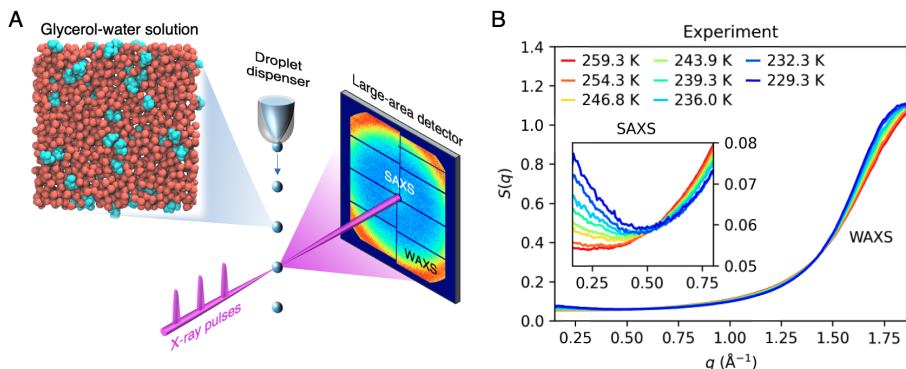 A
Glycerol-water solution
Droplet
dispenser
Large-area detector
SAXS
WAXS
X-ray pulses
B
Experiment
259.3 K 243.9 K 232.3 K
254.3 K 239.3 K 229.3 K
246.8 K 236.0 K
SAXS
0.08
0.07
0.06
0.05
0.25 0.50 0.75
WAXS
S(q)
1.4
1.2
1.0
0.8
0.6
0.4
0.2
0.0
0.25 0.50 0.75 1.00 1.25 1.50 1.75
q (Å⁻¹)